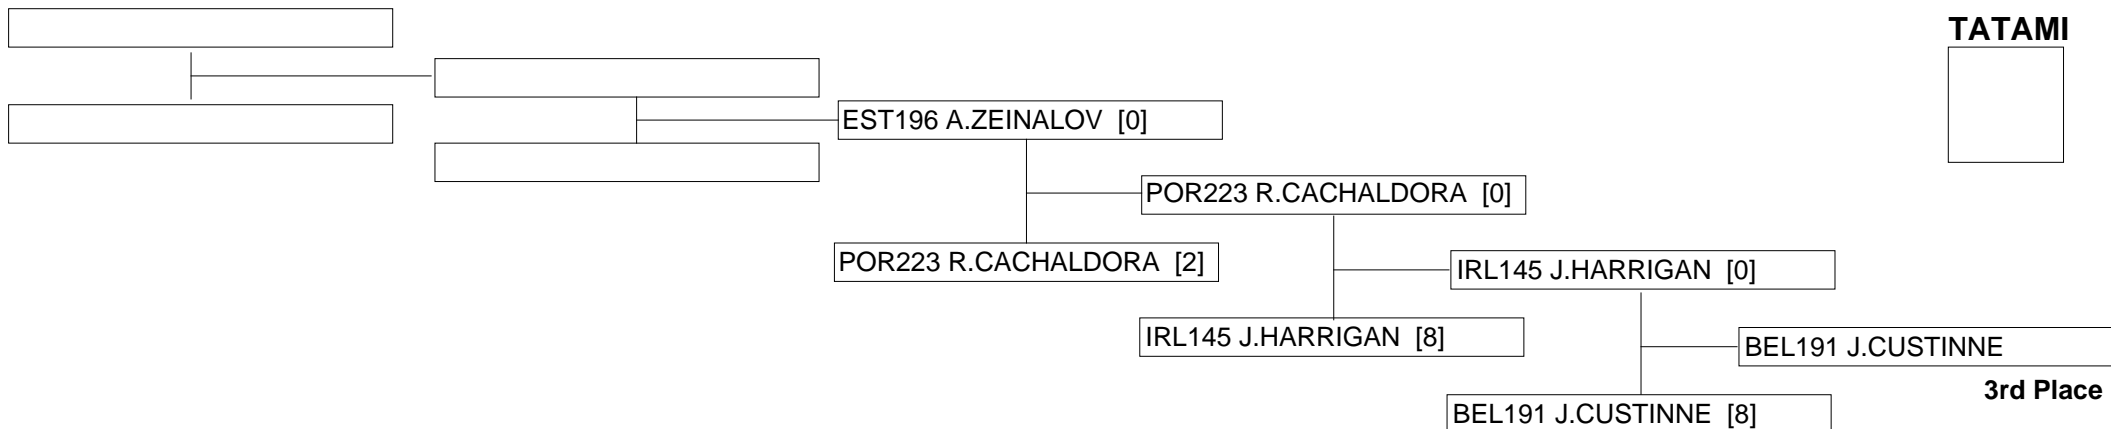 TATAMI
EST196 A.ZEINALOV [0]
POR223 R.CACHALDORA [0]
POR223 R.CACHALDORA [2]
IRL145 J.HARRIGAN [0]
IRL145 J.HARRIGAN [8]
BEL191 J.CUSTINNE
3rd Place
BEL191 J.CUSTINNE [8]